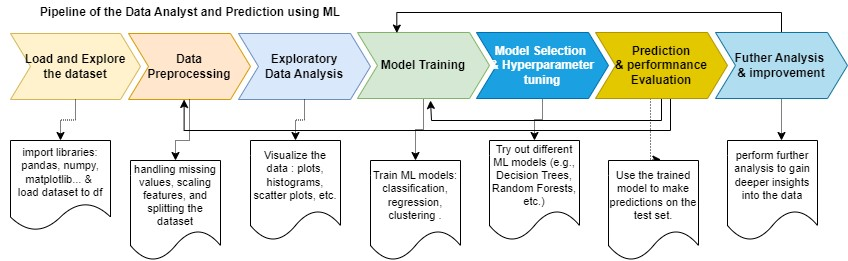 Pipeline of the Data Analyst and Prediction using ML
Load and Explore
the dataset
Data
Preprocessing
Exploratory
Data Analysis
Model Training
Model Selection
& Hyperparameter
tuning
Prediction
& performnance
Evaluation
Futher Analysis
& improvement
import libraries:
pandas, numpy,
matplotlib... &
load dataset to df
handling missing
values, scaling
features, and
splitting the
dataset
Visualize the
data : plots,
histograms,
scatter plots, etc.
Train ML models:
classification,
regression,
clustering .
Try out different
ML models (e.g.,
Decision Trees,
Random Forests,
etc.)
Use the trained
model to make
predictions on the
test set.
perform further
analysis to gain
deeper insights
into the data